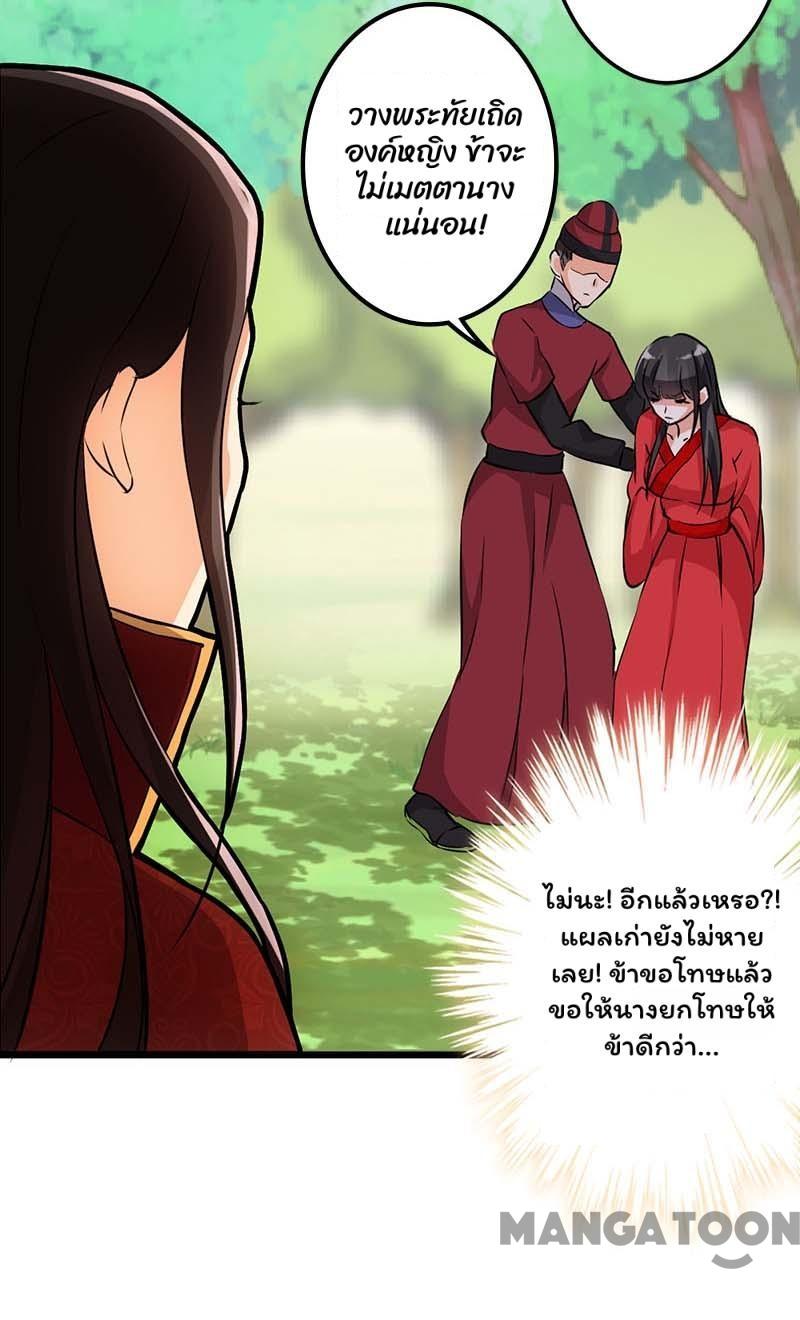 วางพระทัยเถิด
องค์หญิง ข้าจะ
ไม่เมตตานาง
แน่นอน!
ไม่นะ! อีกแล้วเหรอ?!
แผลเก่ายังไม่หาย
เลย! ข้าขอโทษแล้ว
ขอให้นางยกโทษให้
ข้าดีกว่า...
MANGATOON